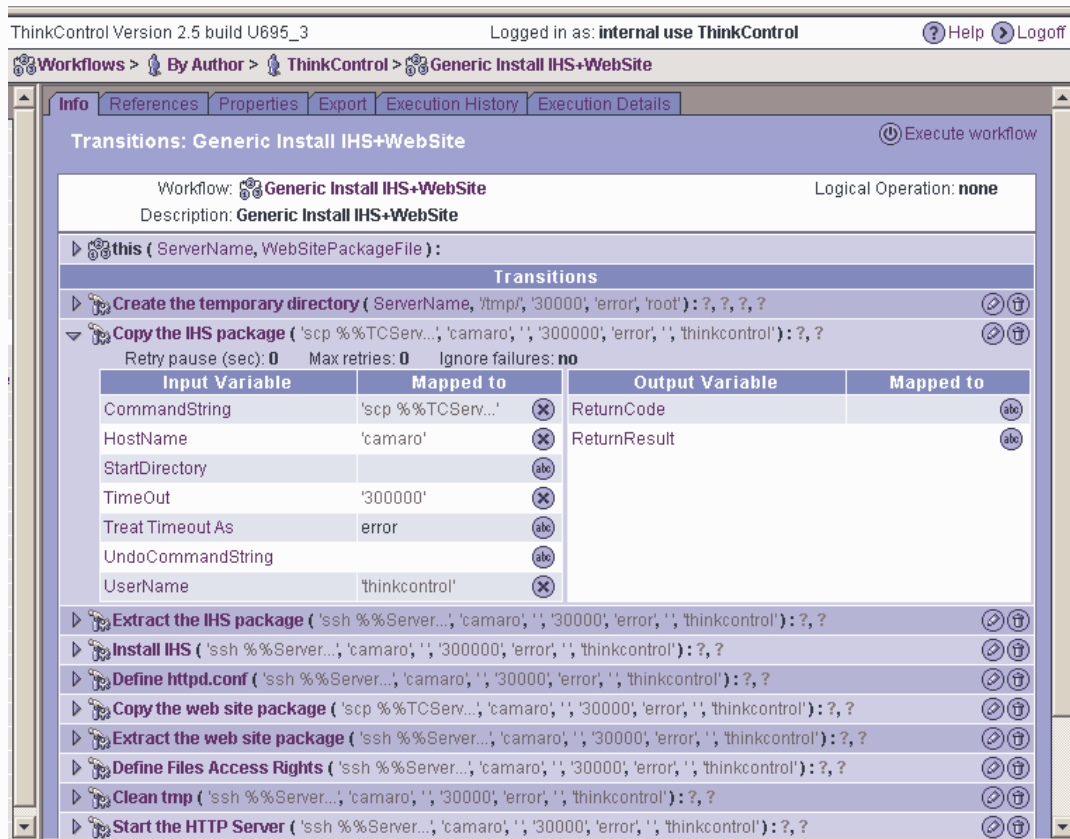 ThinkControl Version 2.5 build U695_3 Logged in as: internal use ThinkControl Help Logoff
Workflows > By Author > ThinkControl > Generic Install IHS+WebSite
Info References Properties Export Execution History Execution Details
Transitions: Generic Install IHS+WebSite Execute workflow
Workflow: Generic Install IHS+WebSite Logical Operation: none
Description: Generic Install IHS+WebSite
this ( ServerName, WebSitePackageFile ) :
Transitions
Create the temporary directory ( ServerName, '/tmp/', '30000', 'error', 'root' ) : ?, ?, ?, ?
Copy the IHS package ( 'scp %%TCServ...', 'camaro', ' ', '300000', 'error', ' ', 'thinkcontrol' ) : ?, ?
Retry pause (sec): 0 Max retries: 0 Ignore failures: no
Input Variable Mapped to Output Variable Mapped to
CommandString 'scp %%TCServ...' ReturnCode abc
HostName 'camaro' ReturnResult abc
StartDirectory abc
TimeOut '300000'
Treat Timeout As error abc
UndoCommandString abc
UserName 'thinkcontrol'
Extract the IHS package ( 'ssh %%Server...', 'camaro', ' ', '30000', 'error', ' ', 'thinkcontrol' ) : ?, ?
Install IHS ( 'ssh %%Server...', 'camaro', ' ', '300000', 'error', ' ', 'thinkcontrol' ) : ?, ?
Define httpd.conf ( 'ssh %%Server...', 'camaro', ' ', '30000', 'error', ' ', 'thinkcontrol' ) : ?, ?
Copy the web site package ( 'scp %%TCServ...', 'camaro', ' ', '30000', 'error', ' ', 'thinkcontrol' ) : ?, ?
Extract the web site package ( 'ssh %%Server...', 'camaro', ' ', '30000', 'error', ' ', 'thinkcontrol' ) : ?, ?
Define Files Access Rights ( 'ssh %%Server...', 'camaro', ' ', '30000', 'error', ' ', 'thinkcontrol' ) : ?, ?
Clean tmp ( 'ssh %%Server...', 'camaro', ' ', '30000', 'error', ' ', 'thinkcontrol' ) : ?, ?
Start the HTTP Server ( 'ssh %%Server...', 'camaro', ' ', '30000', 'error', ' ', 'thinkcontrol' ) : ?, ?